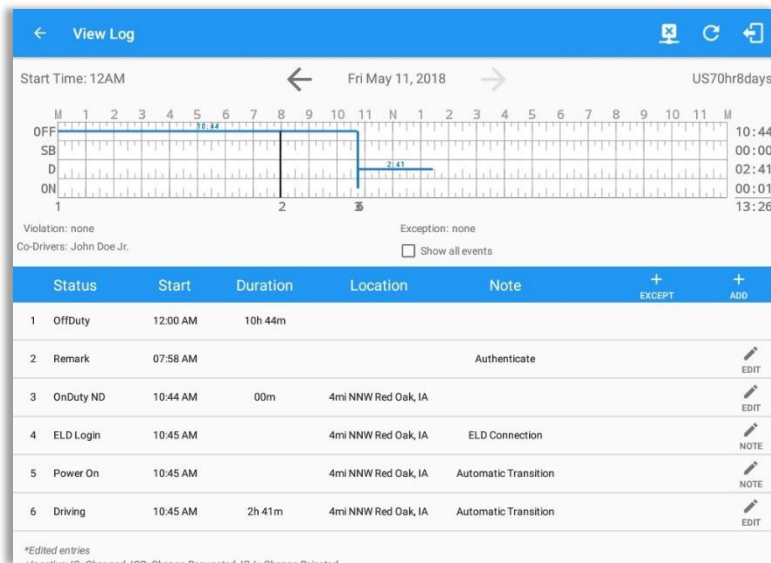 View Log
Start Time: 12AM Fri May 11, 2018 US70hr8days
M 1 2 3 4 5 6 7 8 9 10 11 N 1 2 3 4 5 6 7 8 9 10 11 M
OFF 10:44 10:44
SB 00:00
D 2:41 02:41
ON 00:01
1 2 13:26
Violation: none Exception: none
Co-Drivers: John Doe Jr. Show all events
Status Start Duration Location Note + EXCEPT + ADD
1 OffDuty 12:00 AM 10h 44m
2 Remark 07:58 AM Authenticate EDIT
3 OnDuty ND 10:44 AM 00m 4mi NNW Red Oak, IA EDIT
4 ELD Login 10:45 AM 4mi NNW Red Oak, IA ELD Connection NOTE
5 Power On 10:45 AM 4mi NNW Red Oak, IA Automatic Transition NOTE
6 Driving 10:45 AM 2h 41m 4mi NNW Red Oak, IA Automatic Transition EDIT
*Edited entries